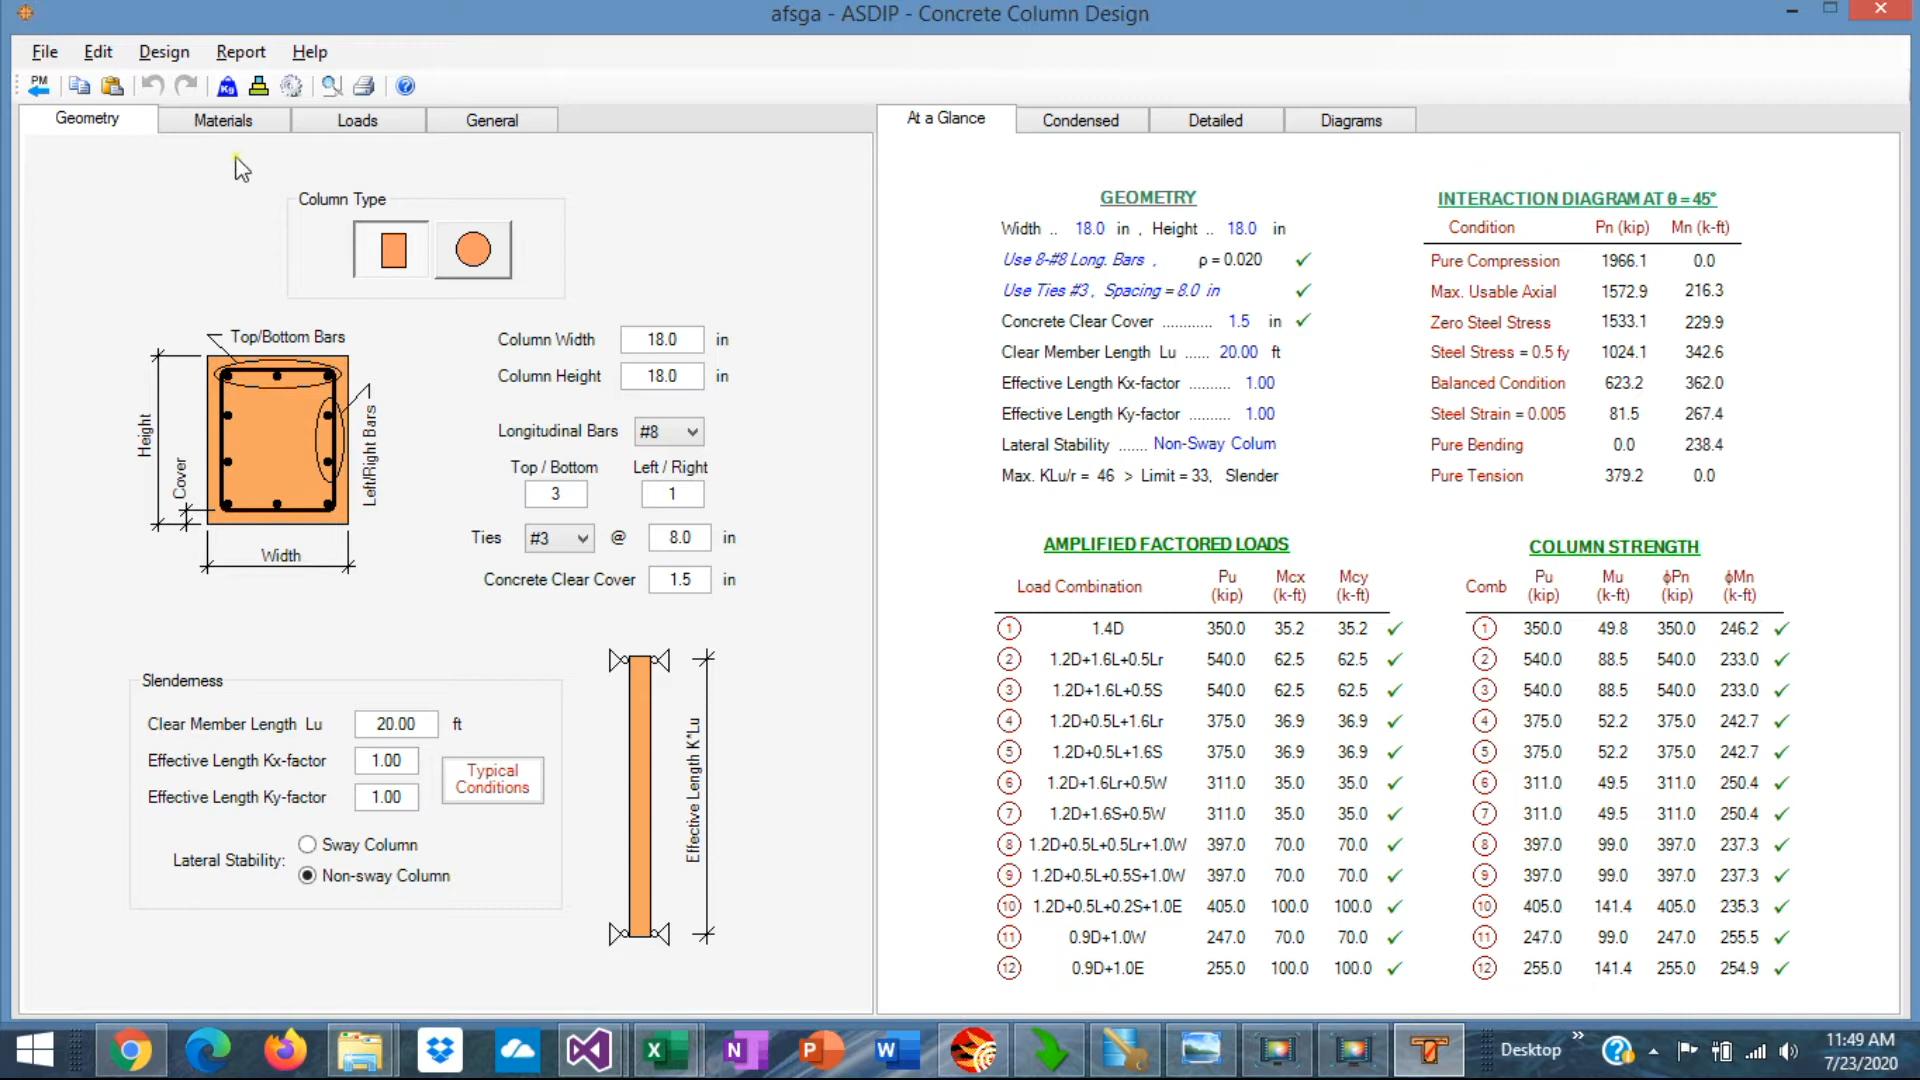 afsga - ASDIP - Concrete Column Design
File Edit Design Report Help
PM Kg
Geometry Materials Loads General
Column Type
Top/Bottom Bars
Height
Cover
Left/Right Bars
Width
Column Width 18.0 in
Column Height 18.0 in
Longitudinal Bars #8
Top / Bottom Left / Right
3 1
Ties #3 @ 8.0 in
Concrete Clear Cover 1.5 in
Slenderness
Clear Member Length Lu 20.00 ft
Effective Length Kx-factor 1.00
Effective Length Ky-factor 1.00
Typical
Conditions
Lateral Stability:
Sway Column
Non-sway Column
Effective Length K*Lu
At a Glance Condensed Detailed Diagrams
GEOMETRY
Width .. 18.0 in , Height .. 18.0 in
Use 8-#8 Long. Bars , ρ = 0.020 ✓
Use Ties #3 , Spacing = 8.0 in ✓
Concrete Clear Cover ........... 1.5 in ✓
Clear Member Length Lu ...... 20.00 ft
Effective Length Kx-factor ......... 1.00
Effective Length Ky-factor ......... 1.00
Lateral Stability ....... Non-Sway Colum
Max. KLu/r = 46 > Limit = 33, Slender
INTERACTION DIAGRAM AT θ = 45°
Condition Pn (kip) Mn (k-ft)
Pure Compression 1966.1 0.0
Max. Usable Axial 1572.9 216.3
Zero Steel Stress 1533.1 229.9
Steel Stress = 0.5 fy 1024.1 342.6
Balanced Condition 623.2 362.0
Steel Strain = 0.005 81.5 267.4
Pure Bending 0.0 238.4
Pure Tension 379.2 0.0
AMPLIFIED FACTORED LOADS
Load Combination Pu (kip) Mcx (k-ft) Mcy (k-ft)
1 1.4D 350.0 35.2 35.2 ✓
2 1.2D+1.6L+0.5Lr 540.0 62.5 62.5 ✓
3 1.2D+1.6L+0.5S 540.0 62.5 62.5 ✓
4 1.2D+0.5L+1.6Lr 375.0 36.9 36.9 ✓
5 1.2D+0.5L+1.6S 375.0 36.9 36.9 ✓
6 1.2D+1.6Lr+0.5W 311.0 35.0 35.0 ✓
7 1.2D+1.6S+0.5W 311.0 35.0 35.0 ✓
8 1.2D+0.5L+0.5Lr+1.0W 397.0 70.0 70.0 ✓
9 1.2D+0.5L+0.5S+1.0W 397.0 70.0 70.0 ✓
10 1.2D+0.5L+0.2S+1.0E 405.0 100.0 100.0 ✓
11 0.9D+1.0W 247.0 70.0 70.0 ✓
12 0.9D+1.0E 255.0 100.0 100.0 ✓
COLUMN STRENGTH
Comb Pu (kip) Mu (k-ft) ϕPn (kip) ϕMn (k-ft)
1 350.0 49.8 350.0 246.2 ✓
2 540.0 88.5 540.0 233.0 ✓
3 540.0 88.5 540.0 233.0 ✓
4 375.0 52.2 375.0 242.7 ✓
5 375.0 52.2 375.0 242.7 ✓
6 311.0 49.5 311.0 250.4 ✓
7 311.0 49.5 311.0 250.4 ✓
8 397.0 99.0 397.0 237.3 ✓
9 397.0 99.0 397.0 237.3 ✓
10 405.0 141.4 405.0 235.3 ✓
11 247.0 99.0 247.0 255.5 ✓
12 255.0 141.4 255.0 254.9 ✓
Desktop
11:49 AM
7/23/2020